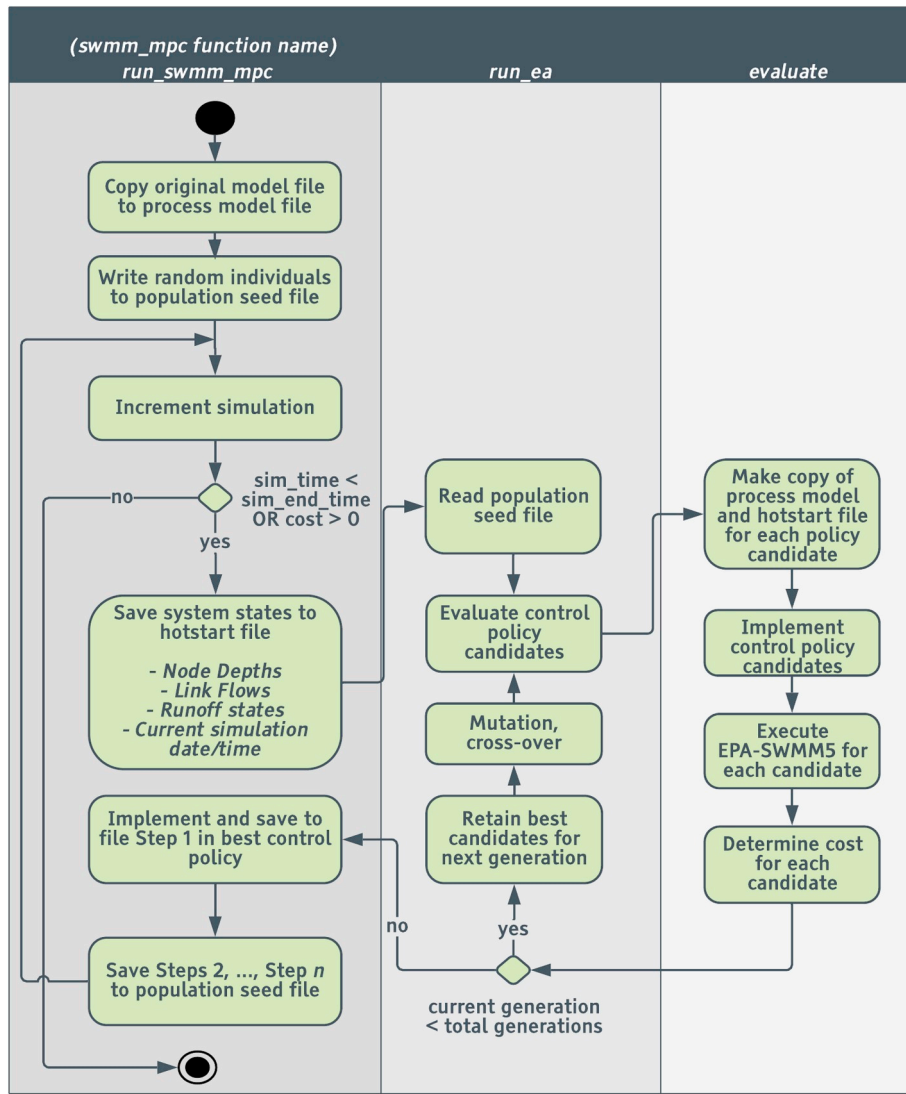 (swmm_mpc function name)
run_swmm_mpc
run_ea
evaluate
Copy original model file
to process model file
Write random individuals
to population seed file
Increment simulation
no
sim_time <
sim_end_time
OR cost > 0
yes
Save system states to
hotstart file
- Node Depths
- Link Flows
- Runoff states
- Current simulation
date/time
Implement and save to
file Step 1 in best control
policy
Save Steps 2, ..., Step n
to population seed file
Read population
seed file
Evaluate control
policy
candidates
Mutation,
cross-over
Retain best
candidates for
next generation
no
yes
current generation
< total generations
Make copy of
process model
and hotstart file
for each policy
candidate
Implement
control policy
candidates
Execute
EPA-SWMM5 for
each candidate
Determine cost
for each
candidate